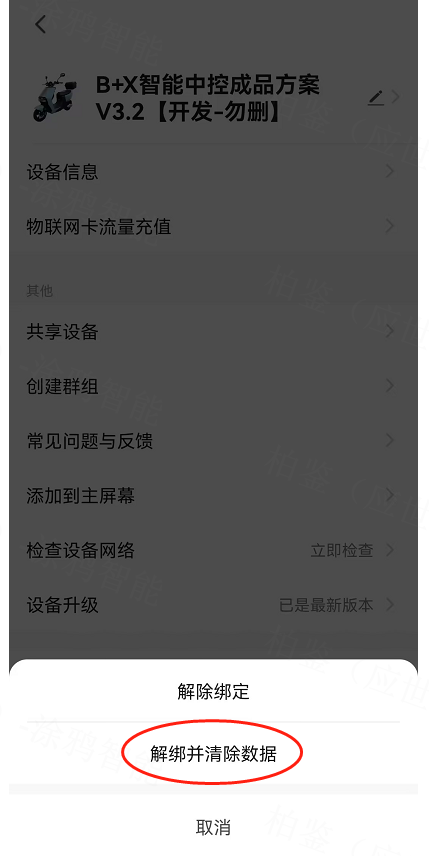 B+X智能中控成品方案
V3.2【开发-勿删】
设备信息
物联网卡流量充值
其他
共享设备
创建群组
常见问题与反馈
添加到主屏幕
检查设备网络 立即检查
设备升级 已是最新版本
解除绑定
解绑并清除数据
取消
涂鸦智能